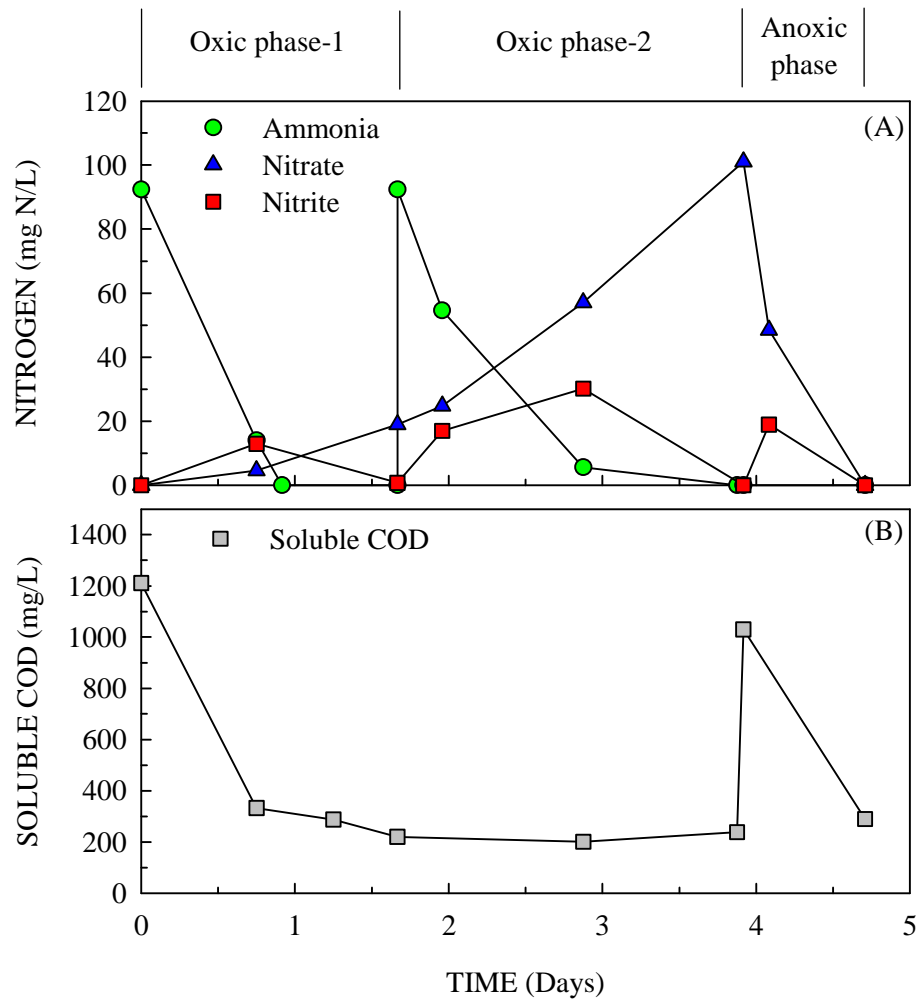 Oxic phase-1
Oxic phase-2
Anoxic
phase
120
100
80
60
40
20
0
NITROGEN (mg N/L)
Ammonia
Nitrate
Nitrite
(A)
1400
1200
1000
800
600
400
200
0
SOLUBLE COD (mg/L)
Soluble COD
(B)
0 1 2 3 4 5
TIME (Days)